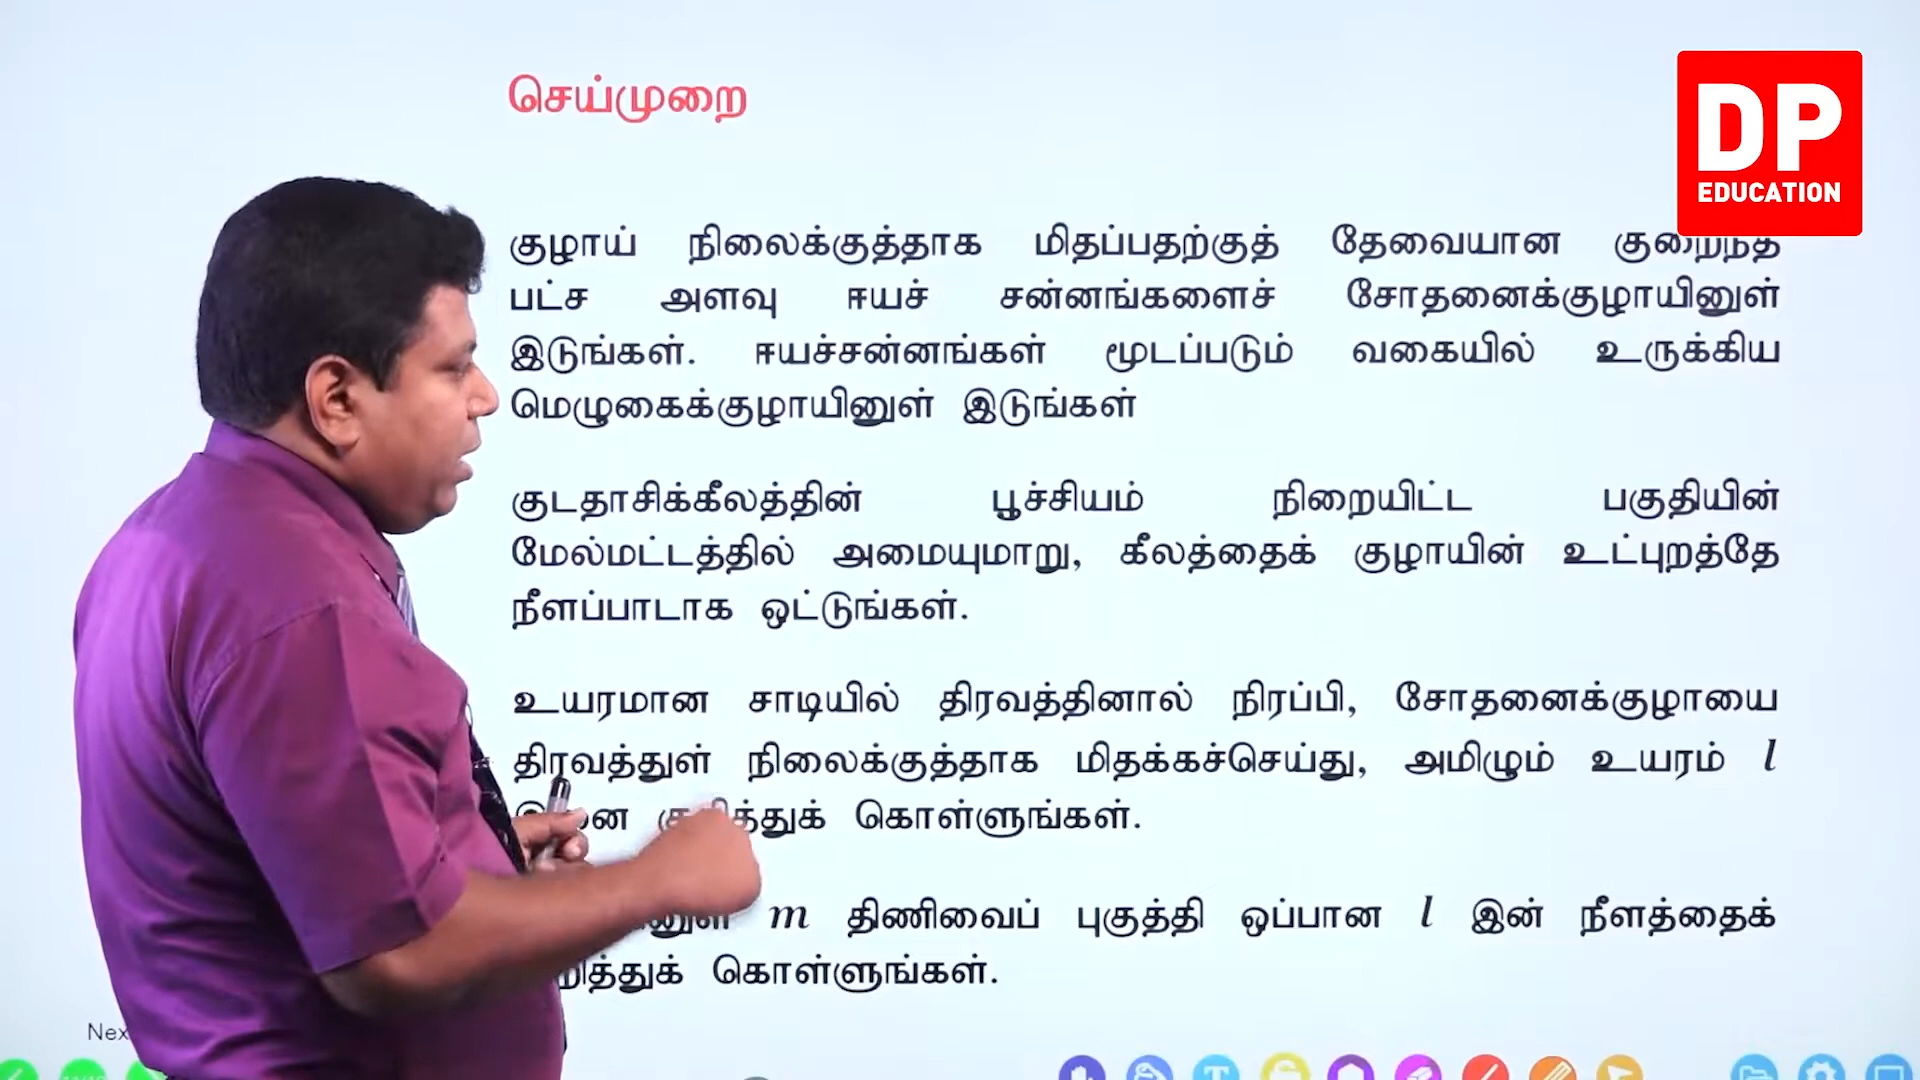 செய்முறை
DP
EDUCATION
குழாய் நிலைக்குத்தாக மிதப்பதற்குத் தேவையான குறைந்த
பட்ச அளவு ஈயச் சன்னங்களைச் சோதனைக்குழாயினுள்
இடுங்கள். ஈயச்சன்னங்கள் மூடப்படும் வகையில் உருக்கிய
மெழுகைக்குழாயினுள் இடுங்கள்
குடதாசிக்கீலத்தின் பூச்சியம் நிறையிட்ட பகுதியின்
மேல்மட்டத்தில் அமையுமாறு, கீலத்தைக் குழாயின் உட்புறத்தே
நீளப்பாடாக ஒட்டுங்கள்.
உயரமான சாடியில் திரவத்தினால் நிரப்பி, சோதனைக்குழாயை
திரவத்துள் நிலைக்குத்தாக மிதக்கச்செய்து, அமிழும் உயரம் l
கொள்ளுங்கள்.
m திணிவைப் புகுத்தி ஒப்பான l இன் நீளத்தைக்
கொள்ளுங்கள்.